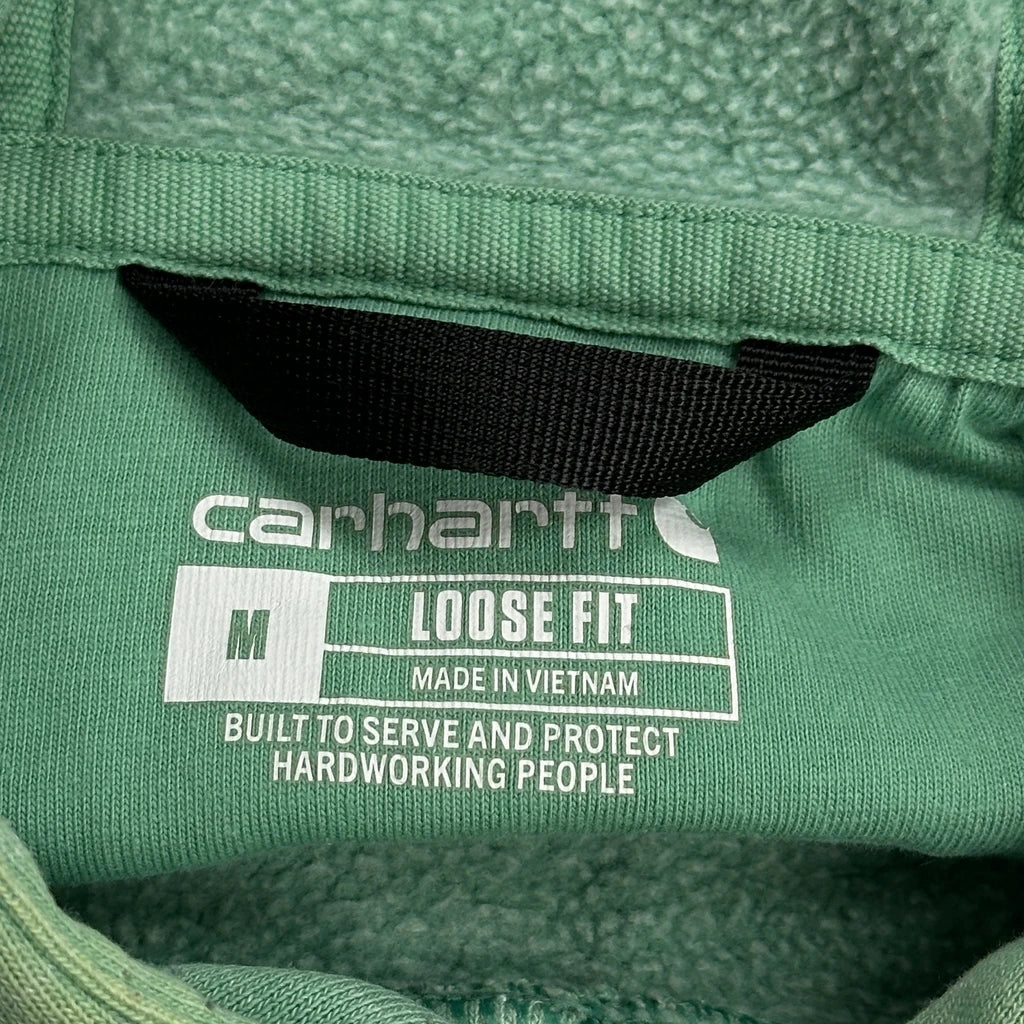 carhartt
M
LOOSE FIT
MADE IN VIETNAM
BUILT TO SERVE AND PROTECT
HARDWORKING PEOPLE